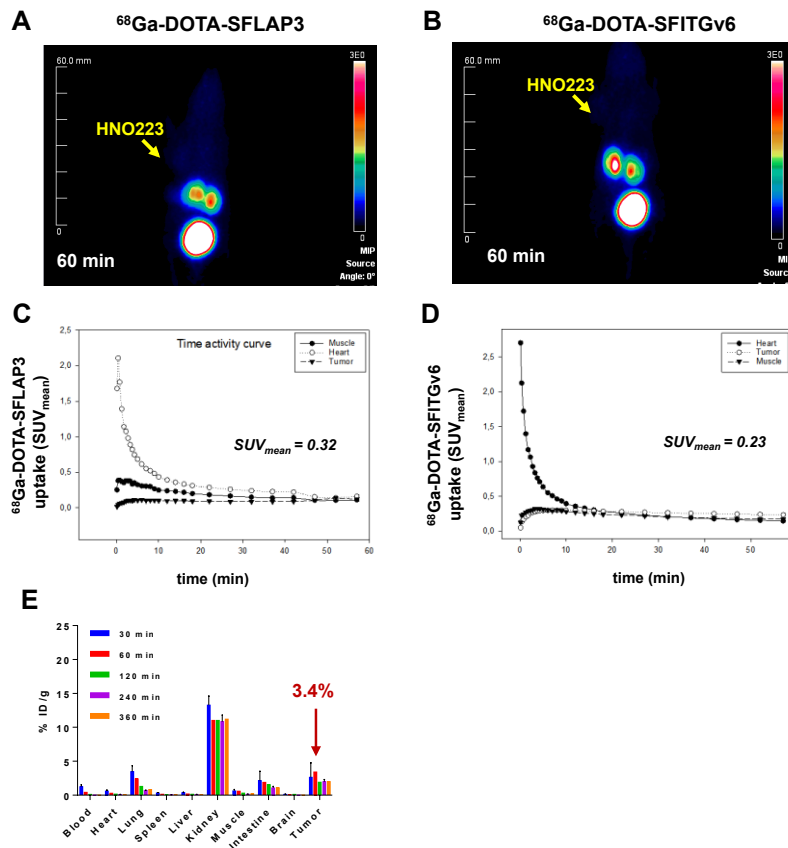 A
⁶⁸Ga-DOTA-SFLAP3
60.0 mm
3E0
HNO223
0
0
60 min
MIP
Source
Angle: 0°
B
⁶⁸Ga-DOTA-SFITGv6
60.0 mm
3E0
HNO223
0
0
60 min
MI
Sourc
C
Time activity curve
Muscle
Heart
Tumor
SUVmean = 0.32
⁶⁸Ga-DOTA-SFLAP3
uptake (SUVmean)
2,5
2,0
1,5
1,0
0,5
0,0
0 10 20 30 40 50 60
time (min)
D
Heart
Tumor
Muscle
SUVmean = 0.23
⁶⁸Ga-DOTA-SFITGv6
uptake (SUVmean)
2,5
2,0
1,5
1,0
0,5
0,0
0 10 20 30 40 50
time (min)
E
30 min
60 min
120 min
240 min
360 min
3.4%
% ID/g
25
20
15
10
5
0
Blood
Heart
Lung
Spleen
Liver
Kidney
Muscle
Intestine
Brain
Tumor